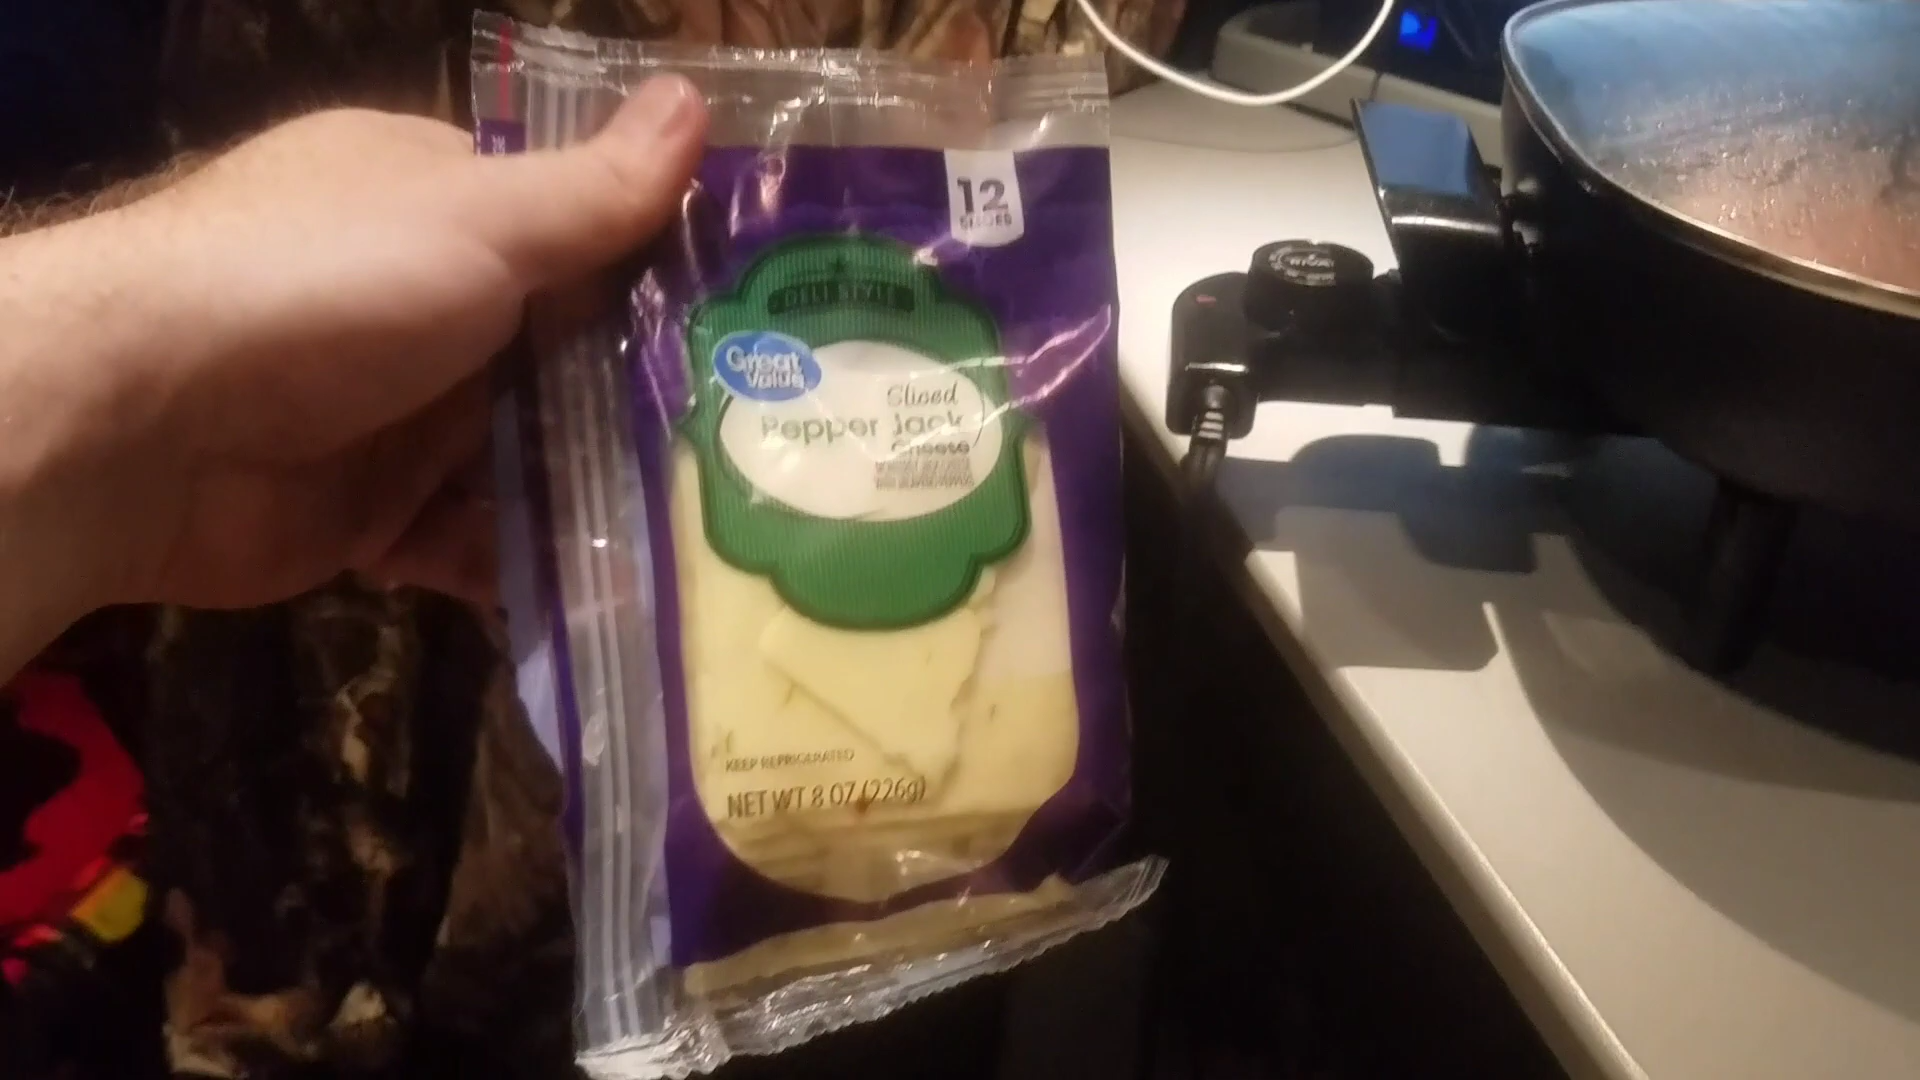 12
SLICES
DELI STYLE
Great
Value
Sliced
Pepper Jack
Cheese
KEEP REFRIGERATED
NET WT 8 OZ (226g)